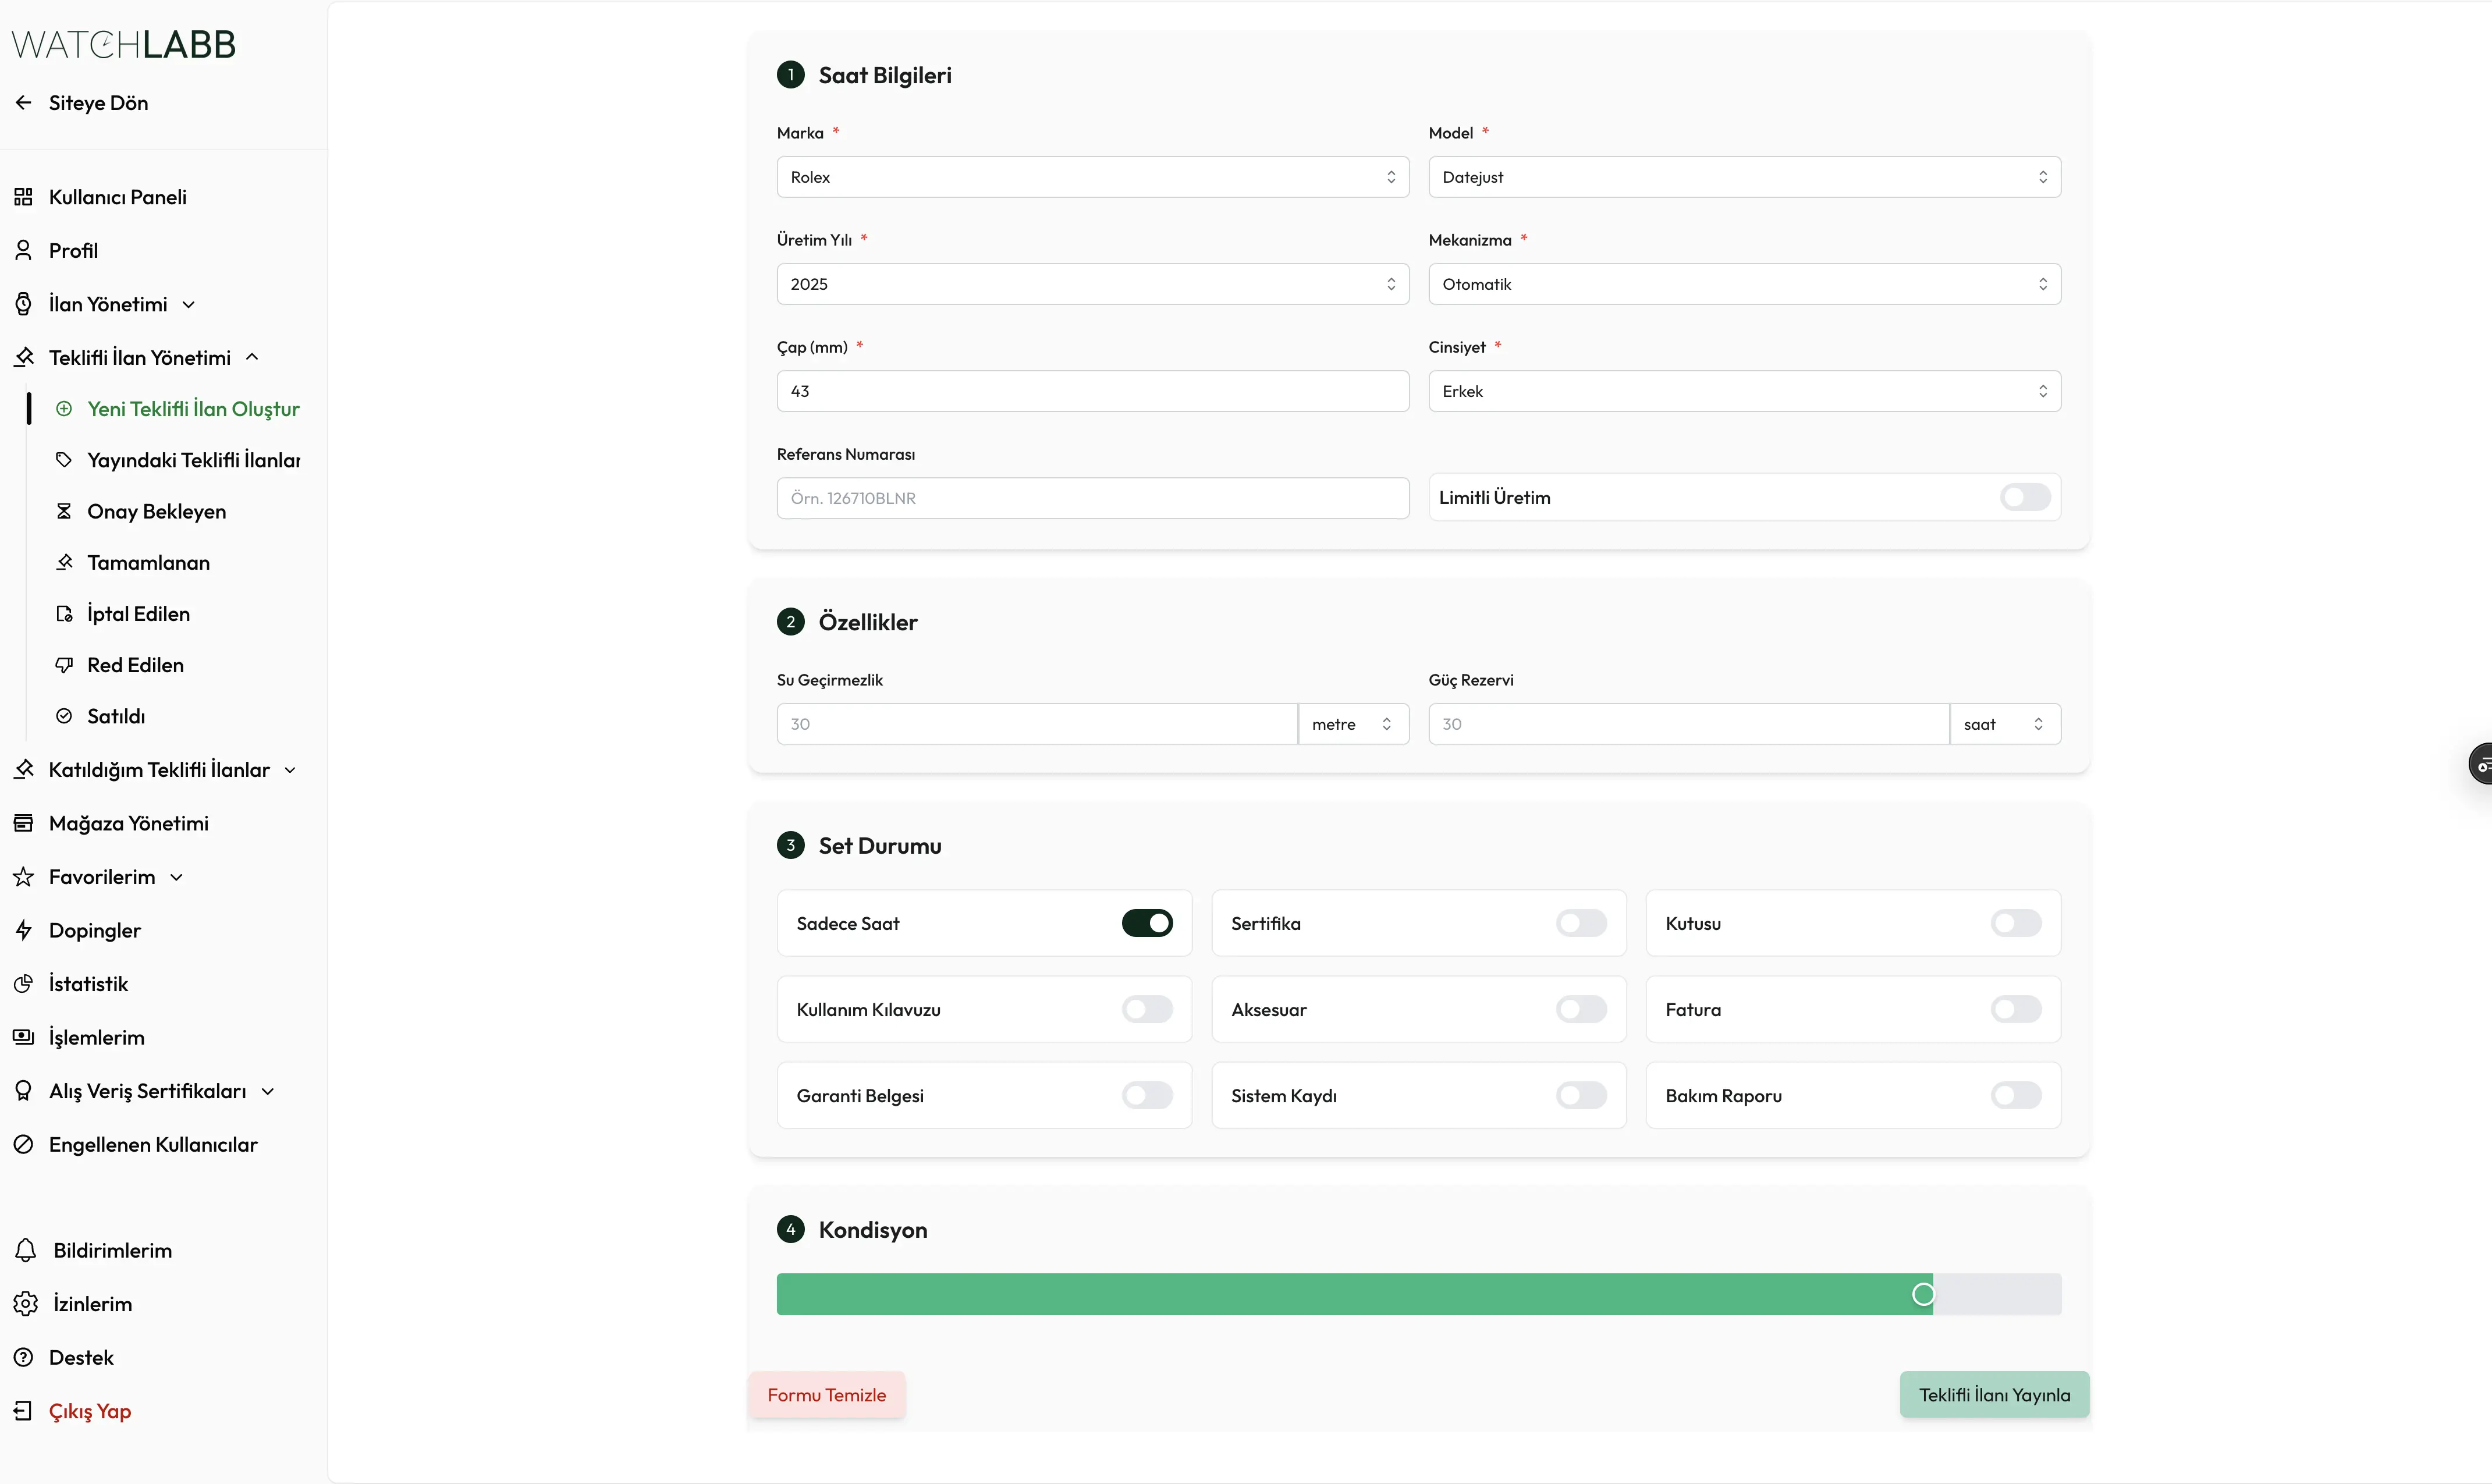 WATCHLABB
Siteye Dön
Kullanıcı Paneli
Profil
İlan Yönetimi
Teklifli İlan Yönetimi
Yeni Teklifli İlan Oluştur
Yayındaki Teklifli İlanlar
Onay Bekleyen
Tamamlanan
İptal Edilen
Red Edilen
Satıldı
Katıldığım Teklifli İlanlar
Mağaza Yönetimi
Favorilerim
Dopingler
İstatistik
İşlemlerim
Alış Veriş Sertifikaları
Engellenen Kullanıcılar
Bildirimlerim
İzinlerim
Destek
Çıkış Yap
1 Saat Bilgileri
Marka * Model *
Rolex Datejust
Üretim Yılı * Mekanizma *
2025 Otomatik
Çap (mm) * Cinsiyet *
43 Erkek
Referans Numarası
Örn. 126710BLNR Limitli Üretim
2 Özellikler
Su Geçirmezlik Güç Rezervi
30 metre 30 saat
3 Set Durumu
Sadece Saat Sertifika Kutusu
Kullanım Kılavuzu Aksesuar Fatura
Garanti Belgesi Sistem Kaydı Bakım Raporu
4 Kondisyon
Formu Temizle Teklifli İlanı Yayınla